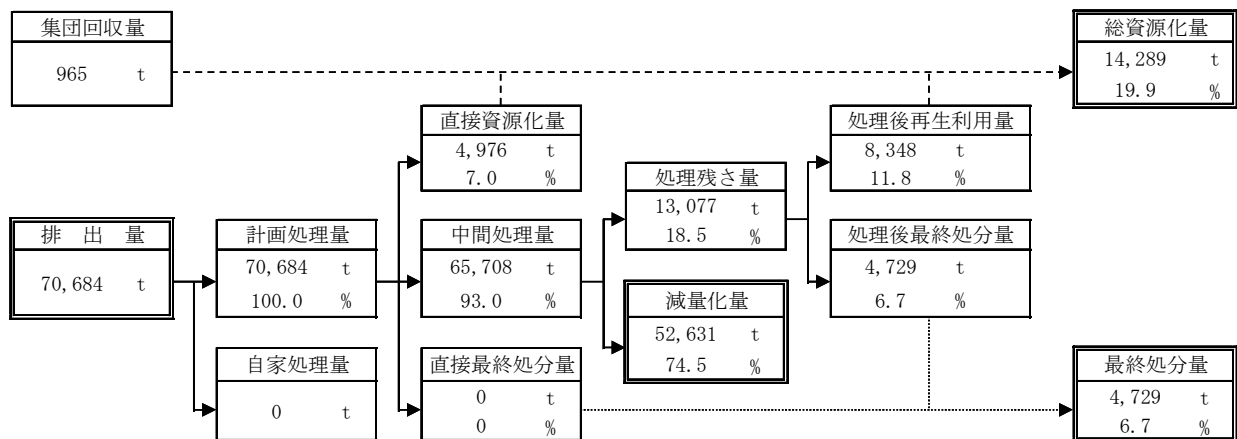 集団回収量
965 t
総資源化量
14,289 t
19.9 %
直接資源化量
4,976 t
7.0 %
処理後再生利用量
8,348 t
11.8 %
処理残さ量
13,077 t
18.5 %
排 出 量
70,684 t
計画処理量
70,684 t
100.0 %
中間処理量
65,708 t
93.0 %
処理後最終処分量
4,729 t
6.7 %
減量化量
52,631 t
74.5 %
自家処理量
0 t
直接最終処分量
0 t
0 %
最終処分量
4,729 t
6.7 %